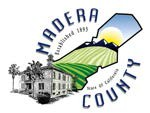 MADERA
Established 1893
State of California
COUNTY